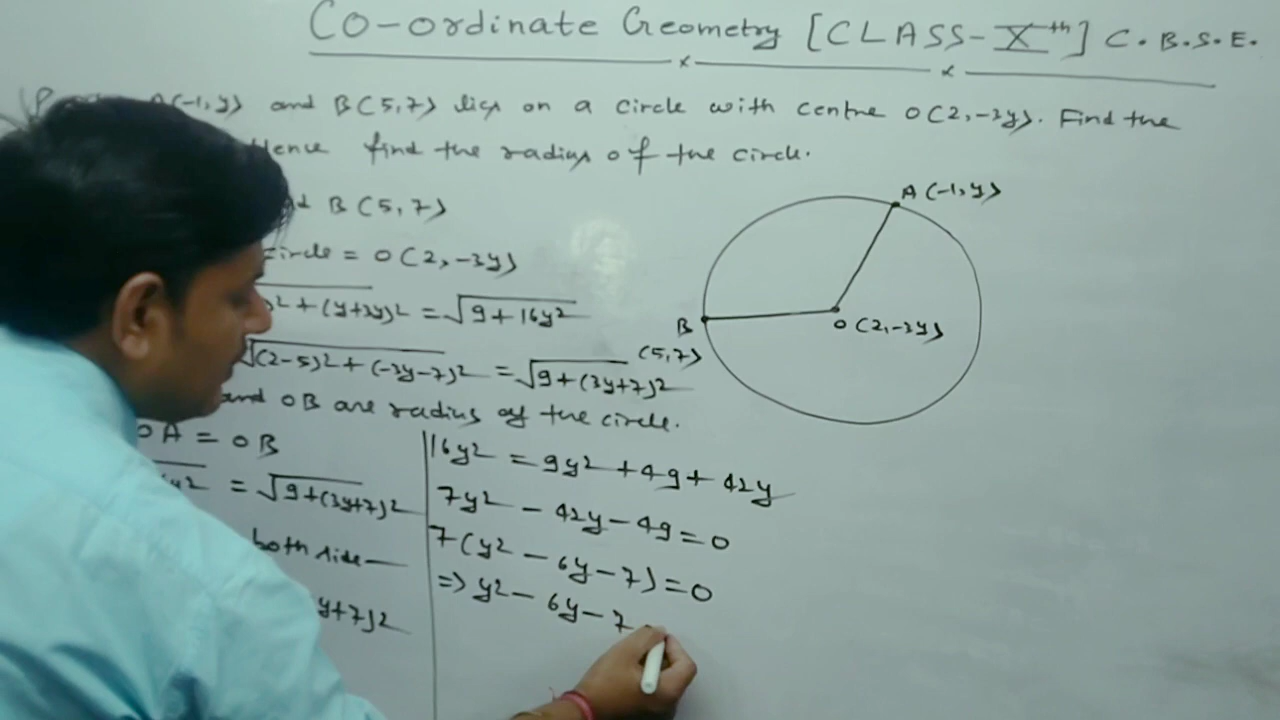 CO-ordinate Geometry [CLASS-Xth] C.B.S.E.
A(-1,y) and B(5,7) lies on a circle with centre O(2,-3y). Find the
Hence find the radius of the circle.
B(5,7)
circle = O(2,-3y)
)² + (y+3y)² = √9+16y²
√(2-5)² + (-3y-7)² = √9+(3y+7)²
and OB are radius of the circle.
OA = OB
= √9+(3y+7)²
both side—
y+7)²
16y² = 9y² + 49 + 42y
7y² - 42y - 49 = 0
7(y² - 6y - 7) = 0
=> y² - 6y - 7
A(-1,y)
O(2,-3y)
B
(5,7)